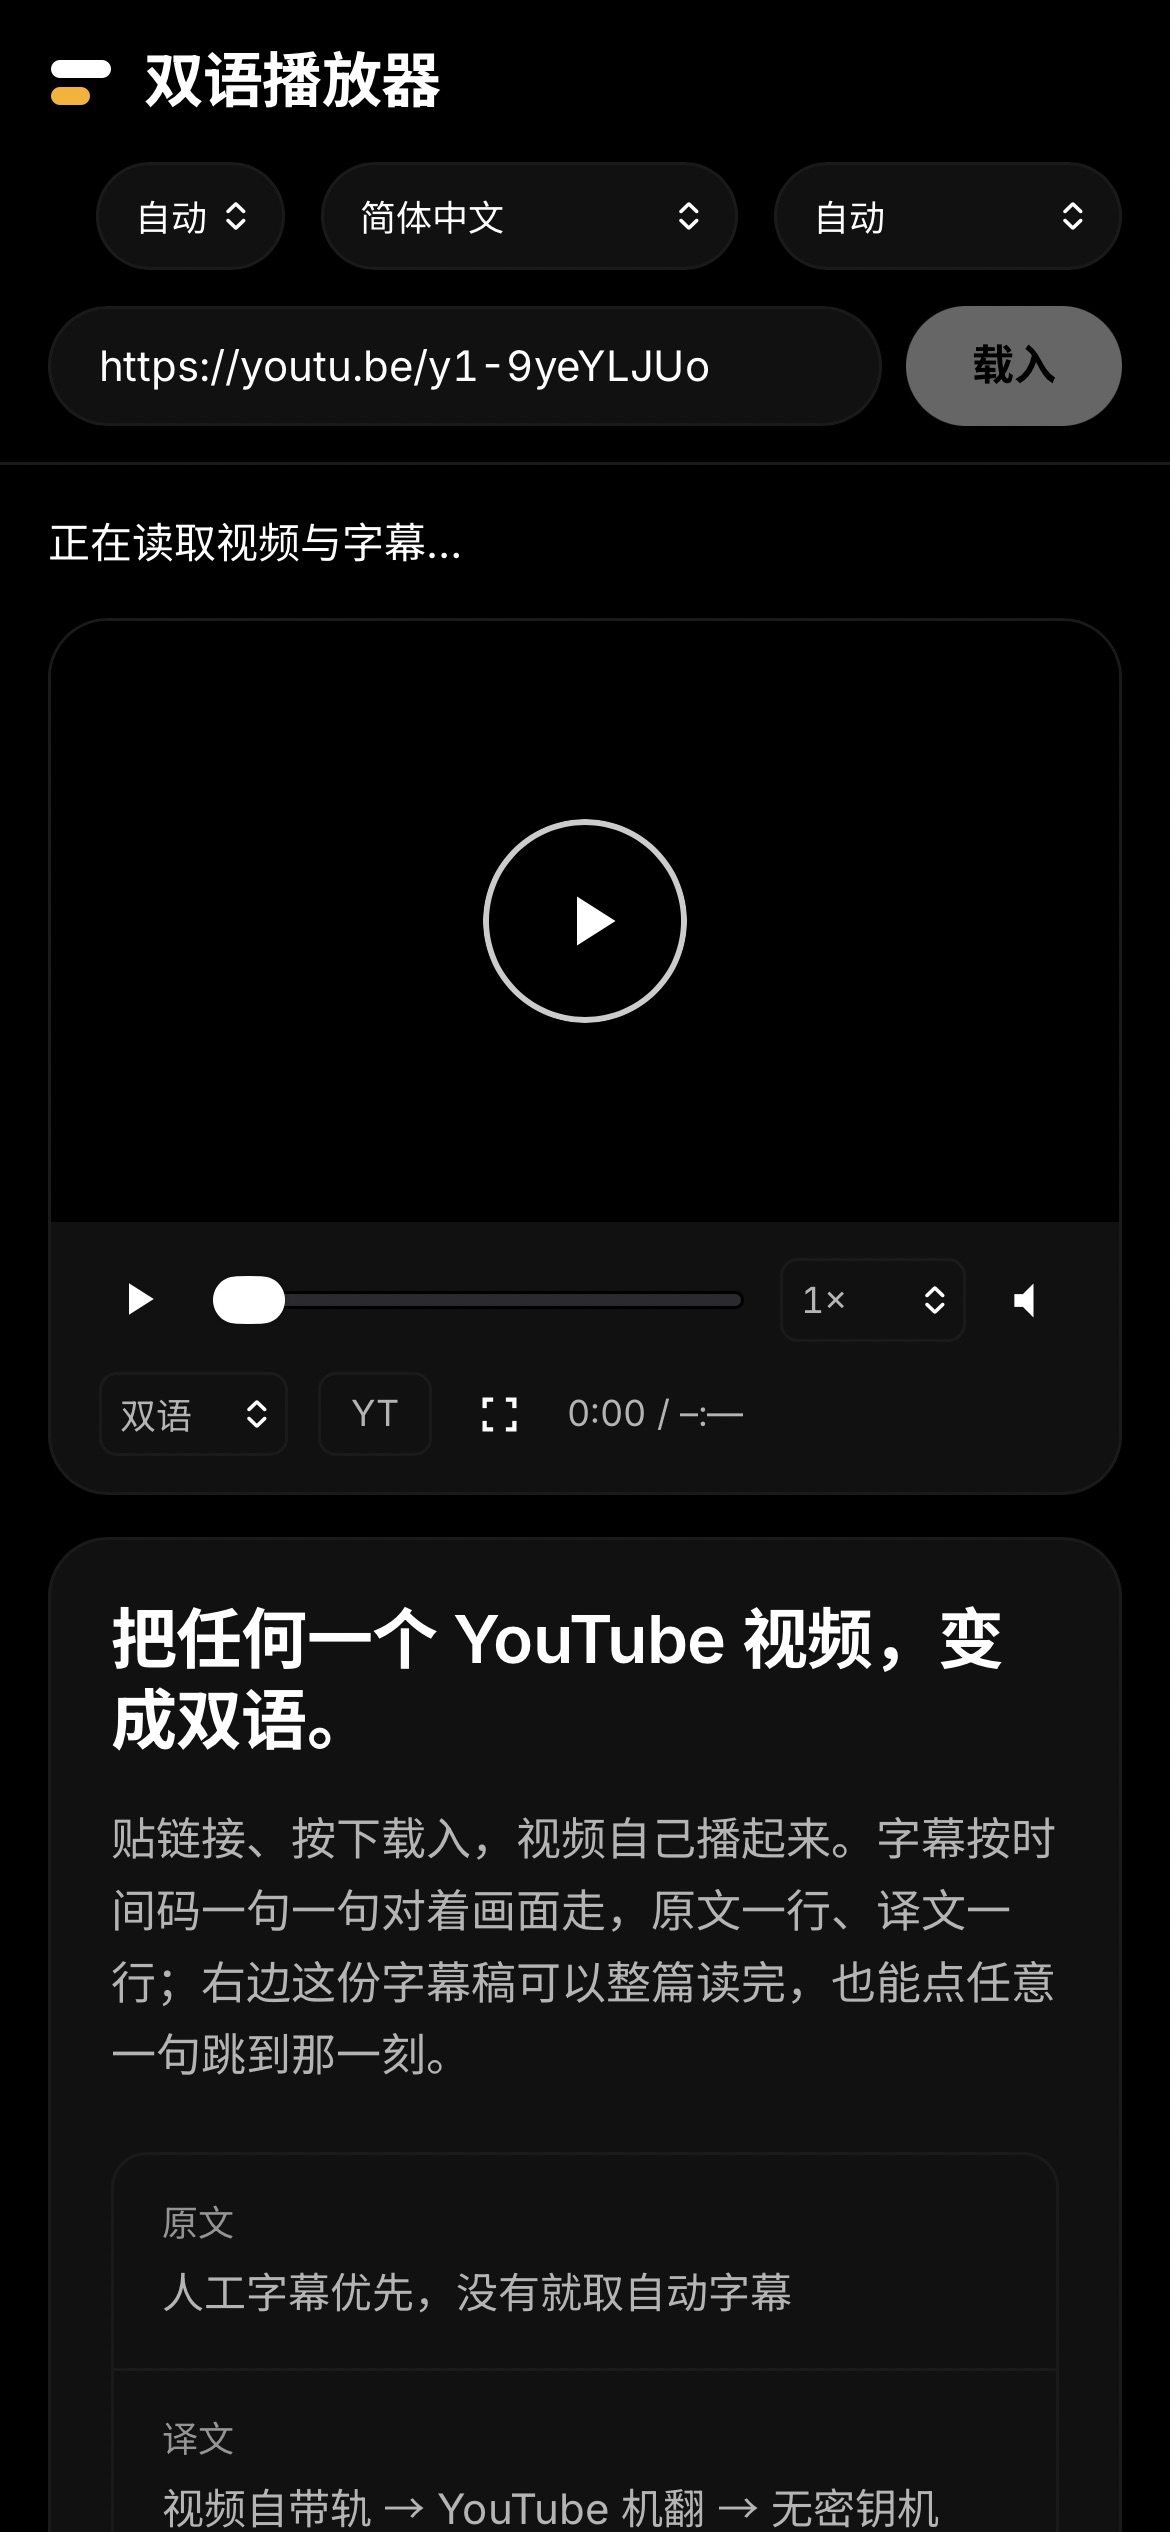 双语播放器
自动
简体中文
自动
https://youtu.be/y1-9yeYLJUo
载入
正在读取视频与字幕…
1×
双语
YT
0:00 / –:––
把任何一个 YouTube 视频，变
成双语。
贴链接、按下载入，视频自己播起来。字幕按时
间码一句一句对着画面走，原文一行、译文一
行；右边这份字幕稿可以整篇读完，也能点任意
一句跳到那一刻。
原文
人工字幕优先，没有就取自动字幕
译文
视频自带轨 → YouTube 机翻 → 无密钥机